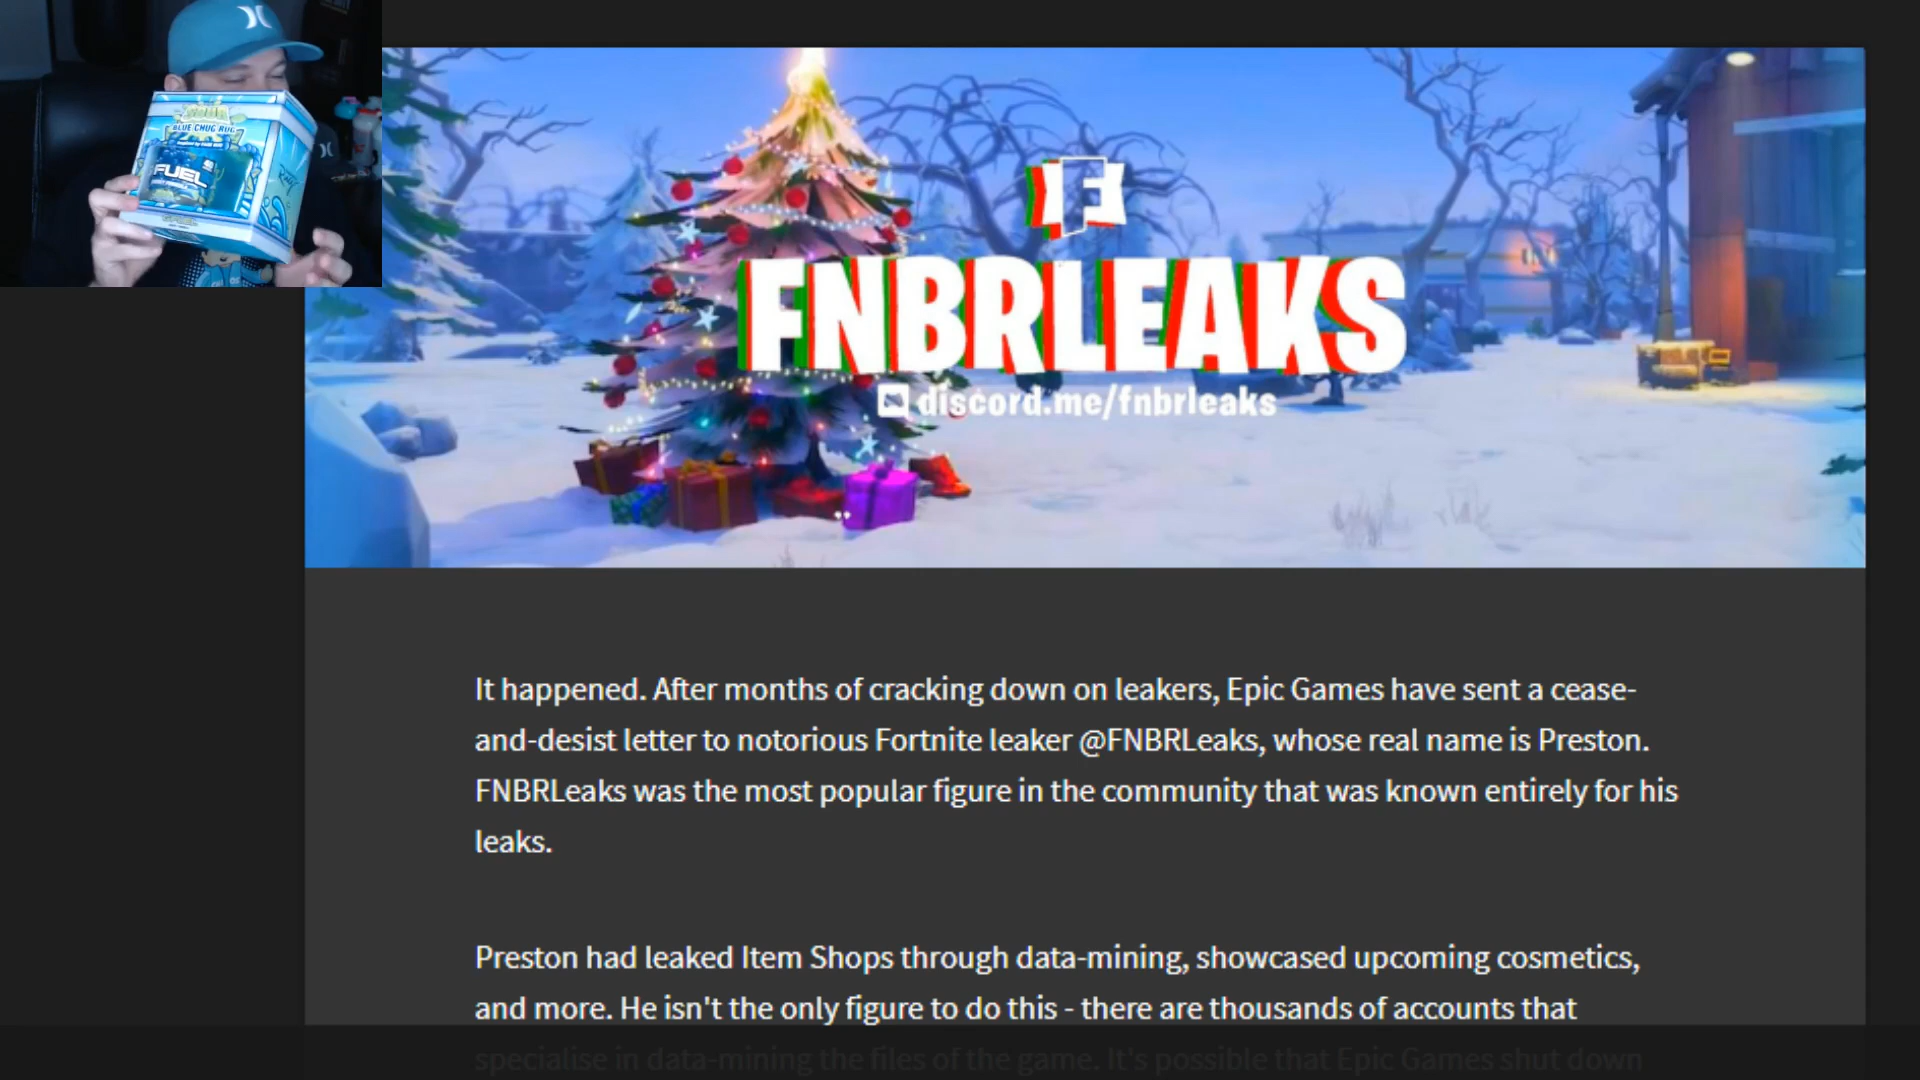 SOUR
BLUE CHUG RUG
FUEL
F
FNBRLEAKS
discord.me/fnbrleaks
It happened. After months of cracking down on leakers, Epic Games have sent a cease-
and-desist letter to notorious Fortnite leaker @FNBRLeaks, whose real name is Preston.
FNBRLeaks was the most popular figure in the community that was known entirely for his
leaks.
Preston had leaked Item Shops through data-mining, showcased upcoming cosmetics,
and more. He isn't the only figure to do this - there are thousands of accounts that
specialise in data-mining the files of the game. It's possible that Epic Games shut down